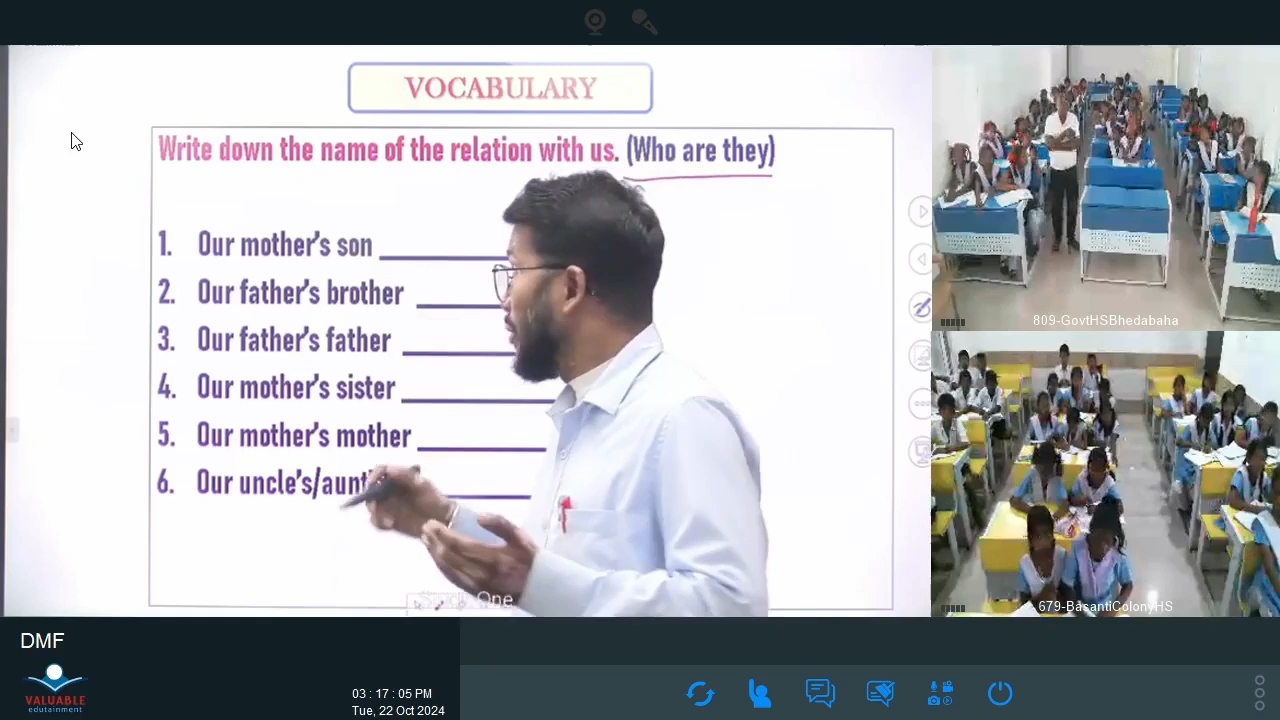 VOCABULARY
Write down the name of the relation with us. (Who are they)
1. Our mother's son
2. Our father's brother
3. Our father's father
4. Our mother's sister
5. Our mother's mother
6. Our uncle's/aunt
One
809-GovtHSBhedabaha
679-BasantiColonyHS
DMF
VALUABLE
edutainment
03 : 17 : 05 PM
Tue, 22 Oct 2024